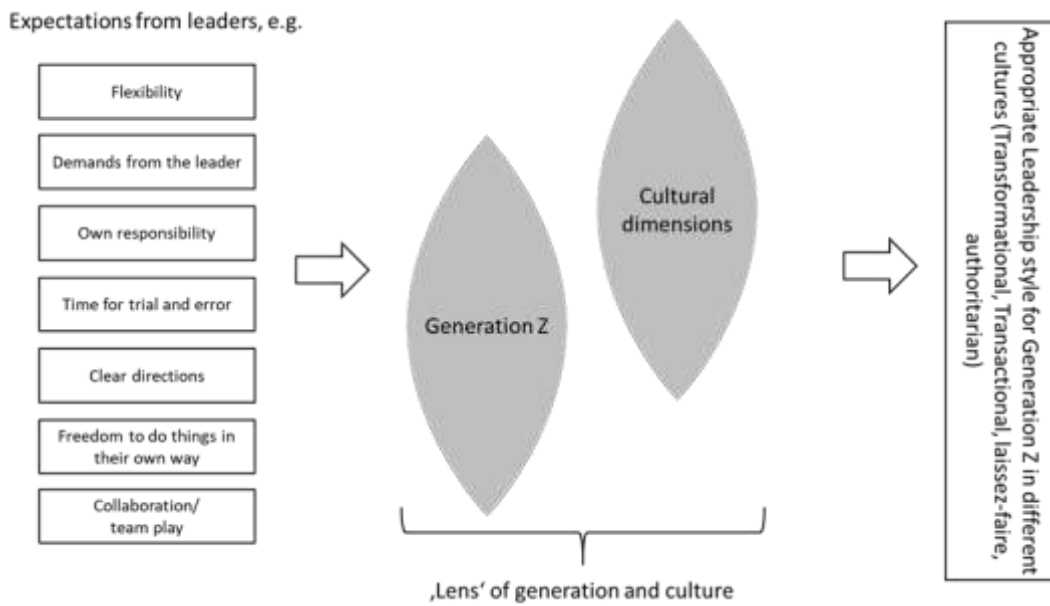 Expectations from leaders, e.g.
Flexibility
Demands from the leader
Own responsibility
Time for trial and error
Clear directions
Freedom to do things in
their own way
Collaboration/
team play
Generation Z
Cultural
dimensions
‚Lens‘ of generation and culture
Appropriate Leadership style for Generation Z in different
cultures (Transformational, Transactional, laissez-faire,
authoritarian)